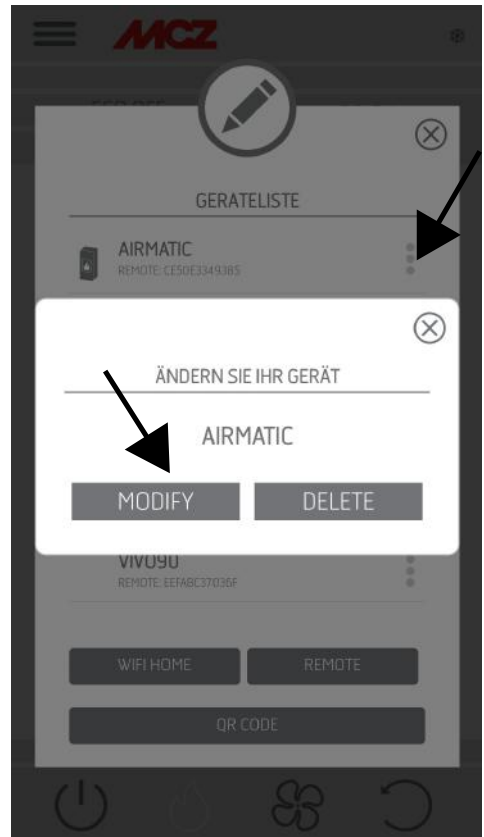 MCZ
GERATELISTE
AIRMATIC
REMOTE: CE50E3349385
ÄNDERN SIE IHR GERÄT
AIRMATIC
MODIFY DELETE
VIVO90
REMOTE: EEFABC37036F
WIFI HOME REMOTE
QR CODE